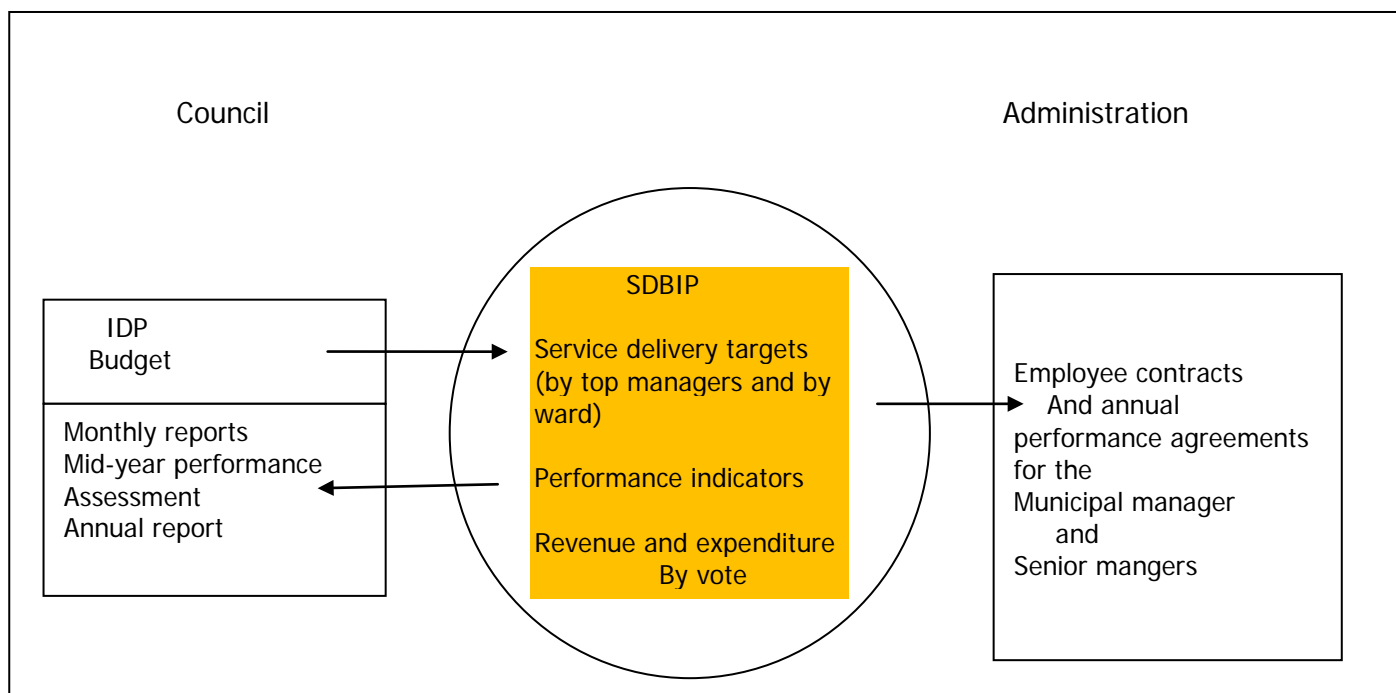 Council
Administration
IDP
Budget
Monthly reports
Mid-year performance
Assessment
Annual report
SDBIP
Service delivery targets
(by top managers and by
ward)
Performance indicators
Revenue and expenditure
By vote
Employee contracts
And annual
performance agreements
for the
Municipal manager
and
Senior mangers